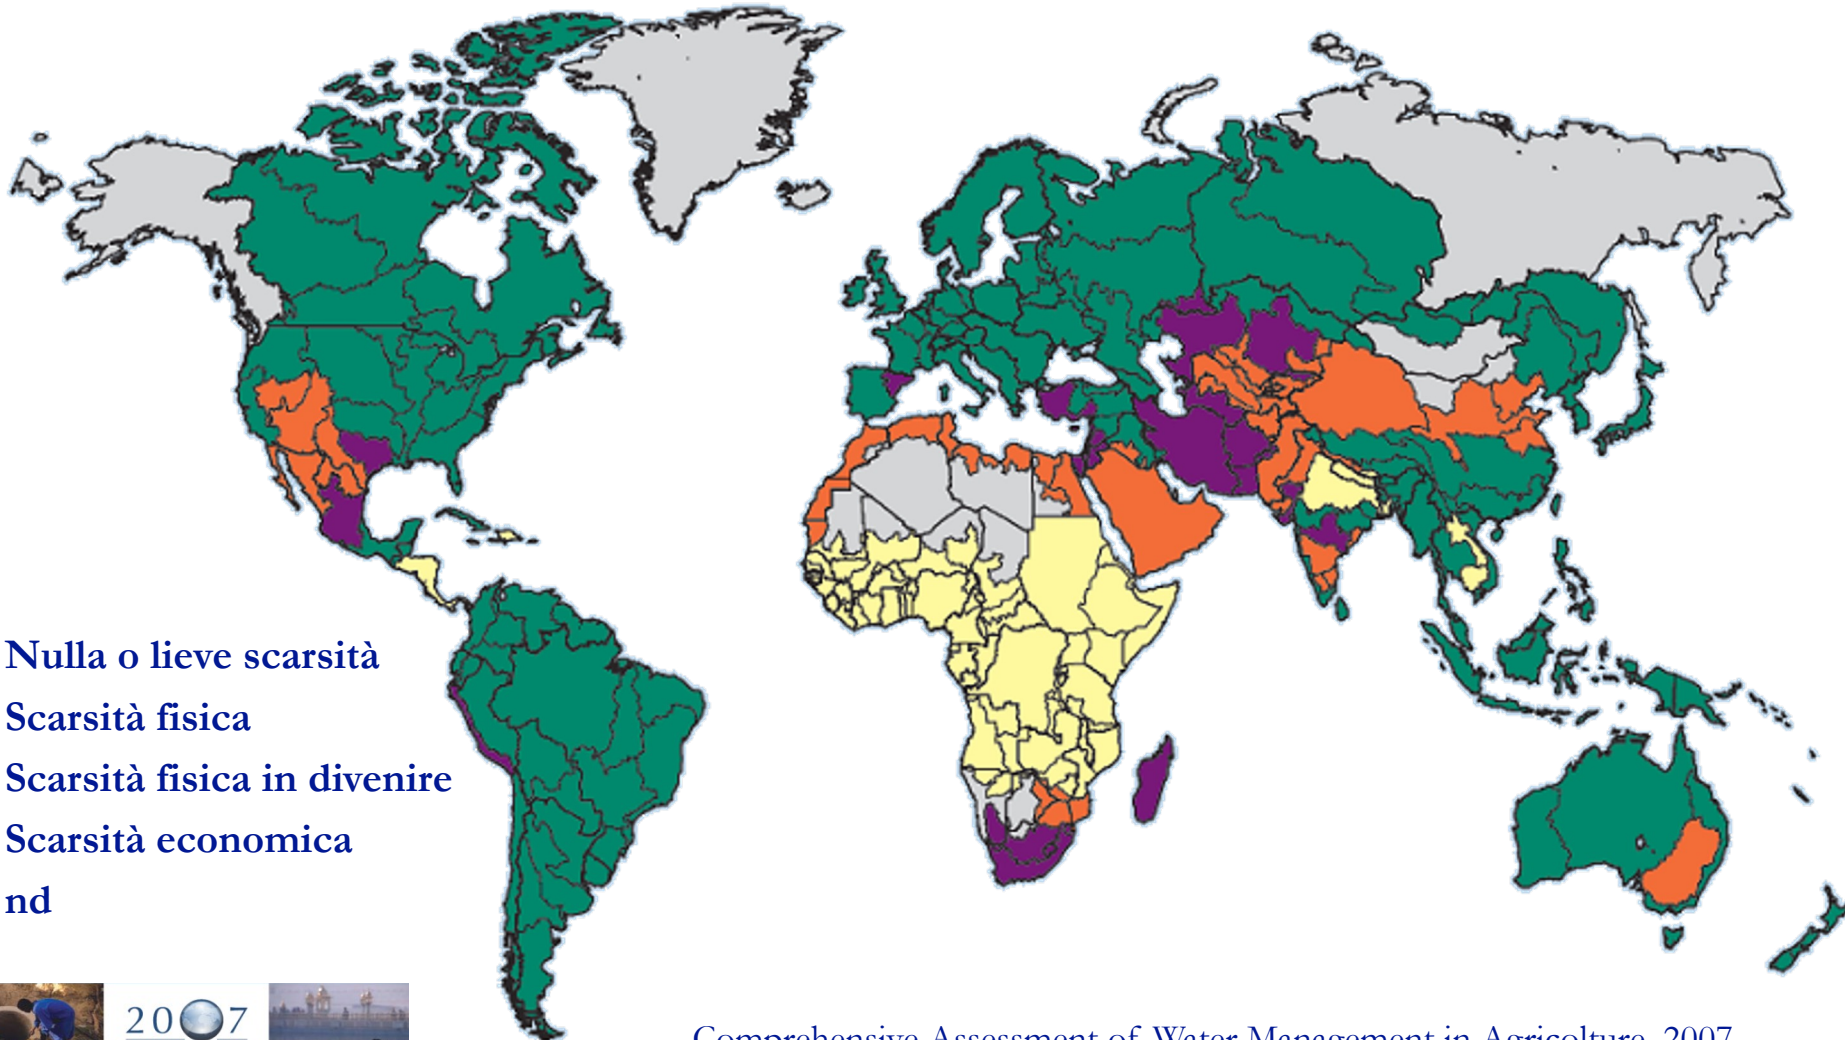 Nulla o lieve scarsità
Scarsità fisica
Scarsità fisica in divenire
Scarsità economica
nd
2007
Comprehensive Assessment of Water Management in Agricolture, 2007